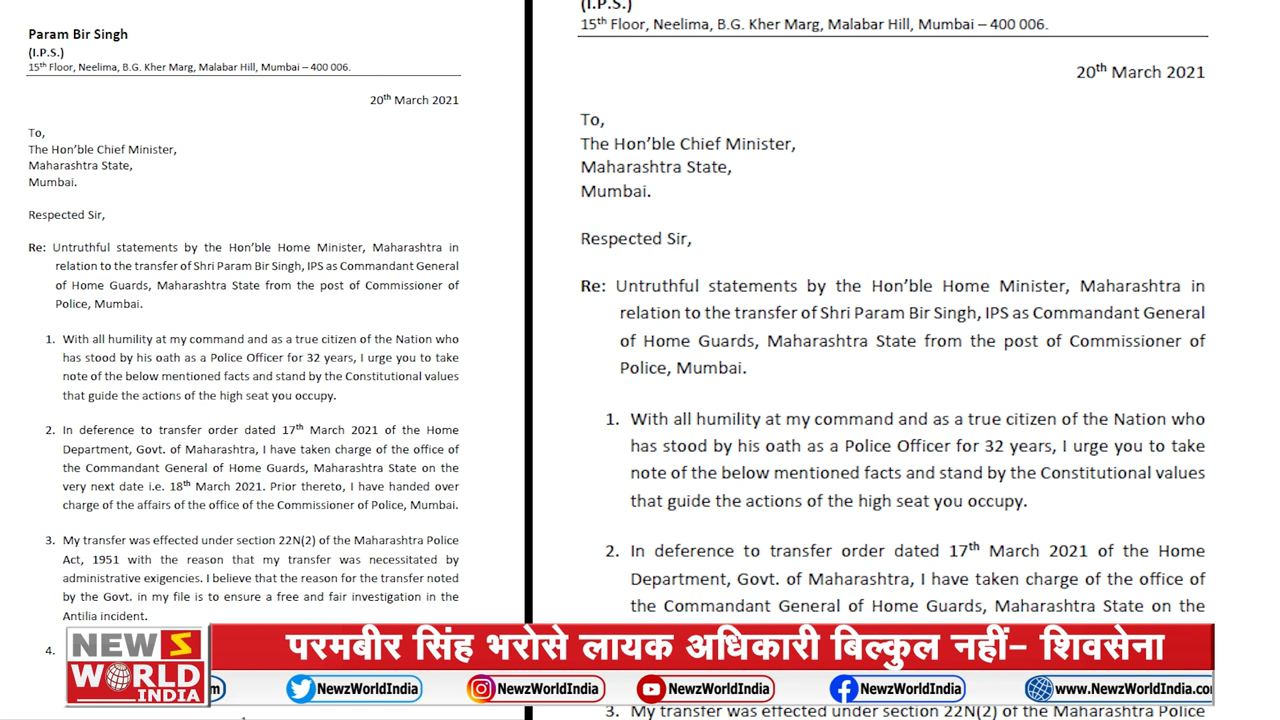 Param Bir Singh
(I.P.S.)
15th Floor, Neelima, B.G. Kher Marg, Malabar Hill, Mumbai – 400 006.
20th March 2021
To,
The Hon'ble Chief Minister,
Maharashtra State,
Mumbai.
Respected Sir,
Re: Untruthful statements by the Hon'ble Home Minister, Maharashtra in
relation to the transfer of Shri Param Bir Singh, IPS as Commandant General
of Home Guards, Maharashtra State from the post of Commissioner of
Police, Mumbai.
1. With all humility at my command and as a true citizen of the Nation who
has stood by his oath as a Police Officer for 32 years, I urge you to take
note of the below mentioned facts and stand by the Constitutional values
that guide the actions of the high seat you occupy.
2. In deference to transfer order dated 17th March 2021 of the Home
Department, Govt. of Maharashtra, I have taken charge of the office of
the Commandant General of Home Guards, Maharashtra State on the
very next date i.e. 18th March 2021. Prior thereto, I have handed over
charge of the affairs of the office of the Commissioner of Police, Mumbai.
3. My transfer was effected under section 22N(2) of the Maharashtra Police
Act, 1951 with the reason that my transfer was necessitated by
administrative exigencies. I believe that the reason for the transfer noted
by the Govt. in my file is to ensure a free and fair investigation in the
Antilia incident.
4.
(I.P.S.)
15th Floor, Neelima, B.G. Kher Marg, Malabar Hill, Mumbai – 400 006.
20th March 2021
To,
The Hon'ble Chief Minister,
Maharashtra State,
Mumbai.
Respected Sir,
Re: Untruthful statements by the Hon'ble Home Minister, Maharashtra in
relation to the transfer of Shri Param Bir Singh, IPS as Commandant General
of Home Guards, Maharashtra State from the post of Commissioner of
Police, Mumbai.
1. With all humility at my command and as a true citizen of the Nation who
has stood by his oath as a Police Officer for 32 years, I urge you to take
note of the below mentioned facts and stand by the Constitutional values
that guide the actions of the high seat you occupy.
2. In deference to transfer order dated 17th March 2021 of the Home
Department, Govt. of Maharashtra, I have taken charge of the office of
the Commandant General of Home Guards, Maharashtra State on the
3. My transfer was effected under section 22N(2) of the Maharashtra Police
NEWS
WORLD
INDIA
परमबीर सिंह भरोसे लायक अधिकारी बिल्कुल नहीं– शिवसेना
m NewzWorldIndia NewzWorldIndia NewzWorldIndia NewzWorldIndia www.NewzWorldIndia.co